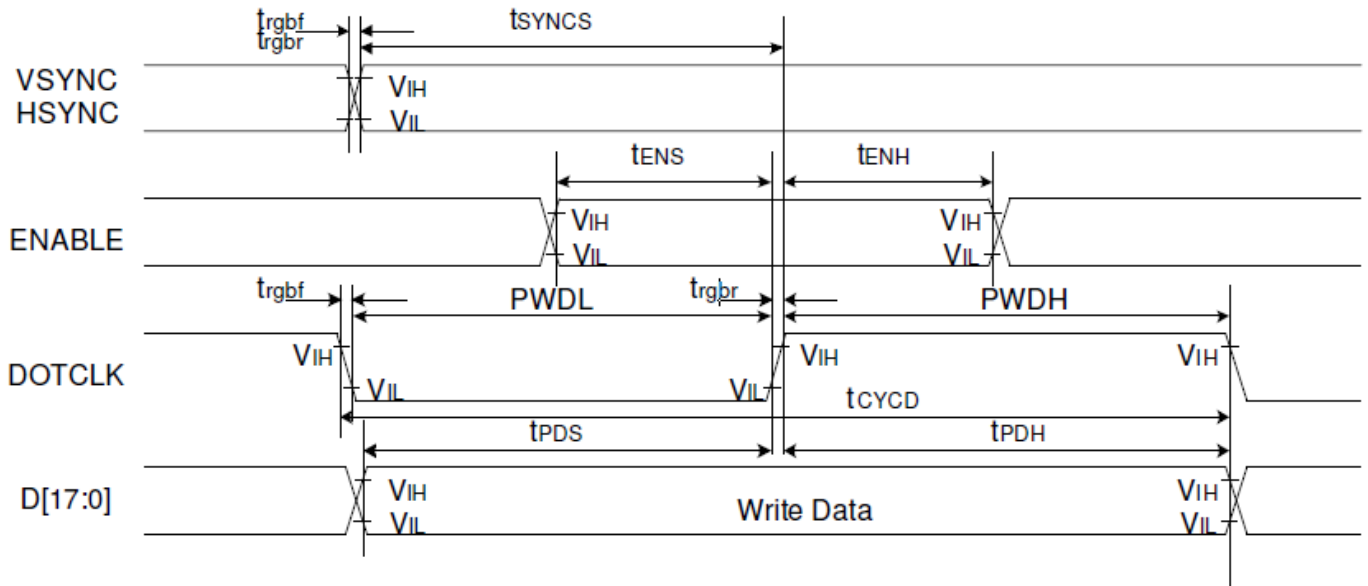 trgbf
trgbr
tSYNCS
VSYNC
HSYNC
VIH
VIL
tENS
tENH
ENABLE
VIH
VIL
VIH
VIL
trgbf
PWDL
trgbr
PWDH
DOTCLK
VIH
VIL
VIL
VIH
VIH
tCYCD
tPDS
tPDH
D[17:0]
VIH
VIL
Write Data
VIH
VIL